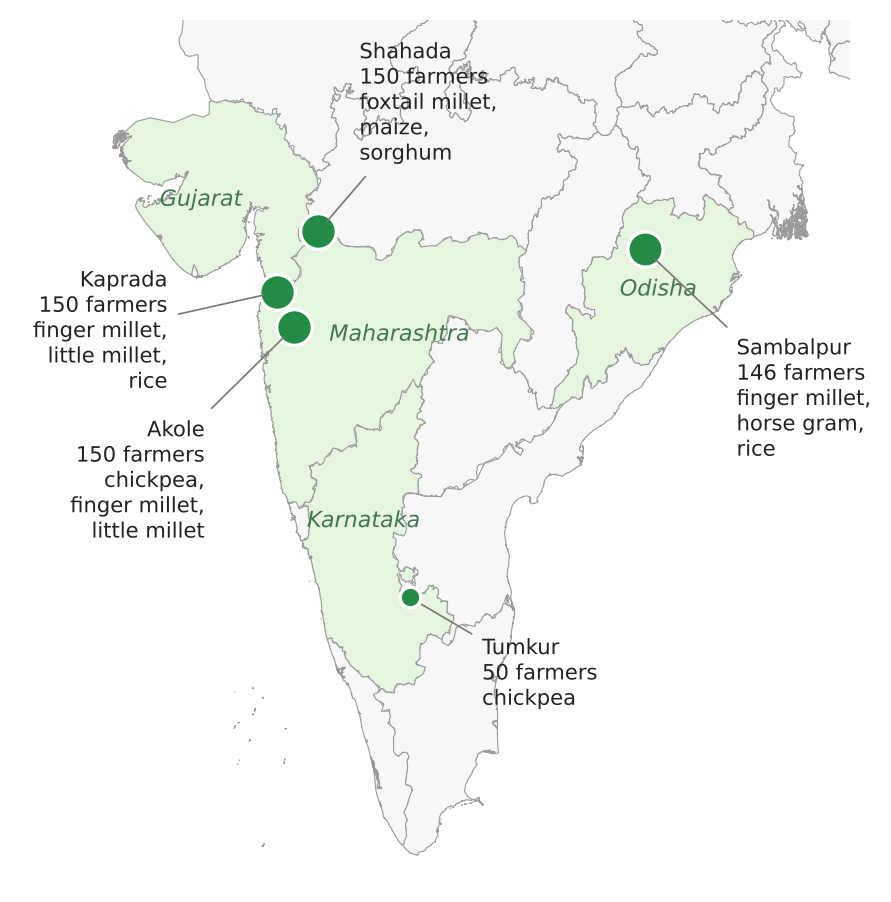 Shahada
150 farmers
foxtail millet,
maize,
sorghum
Gujarat
Kaprada
150 farmers
finger millet,
little millet,
rice
Maharashtra
Odisha
Sambalpur
146 farmers
finger millet,
horse gram,
rice
Akole
150 farmers
chickpea,
finger millet,
little millet
Karnataka
Tumkur
50 farmers
chickpea